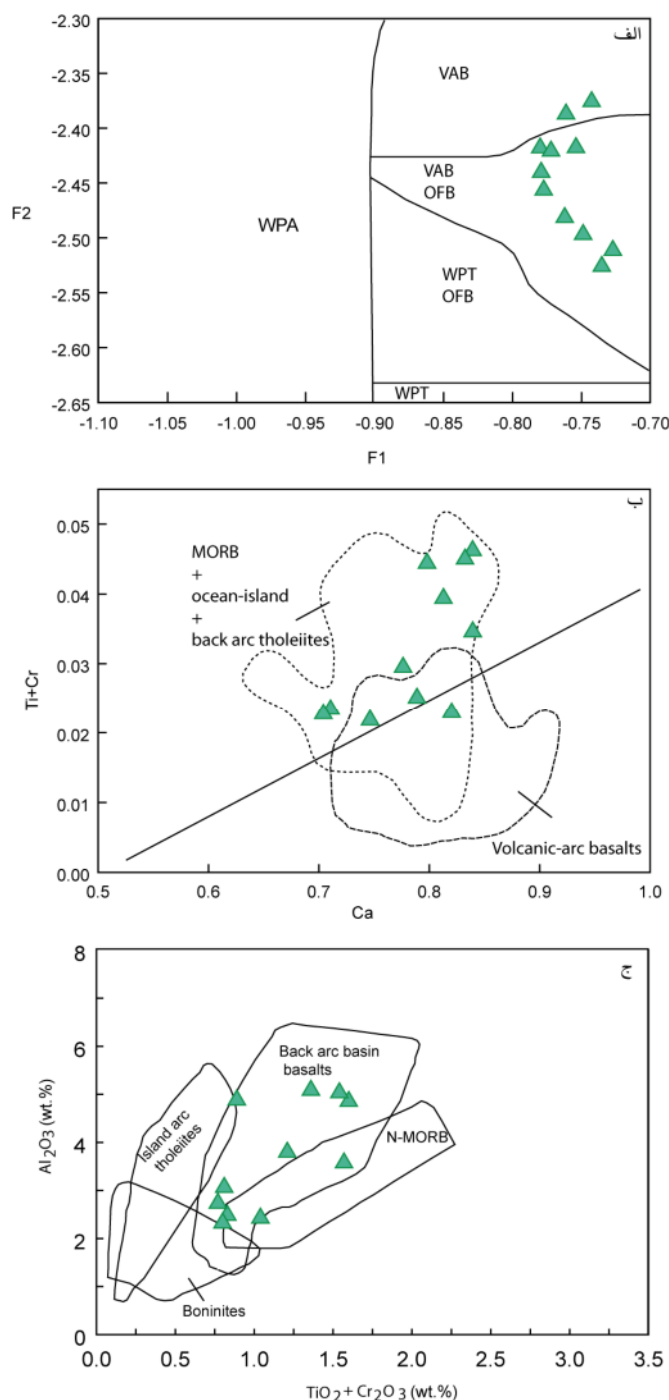 الف
-2.30
-2.35
-2.40
-2.45
-2.50
-2.55
-2.60
-2.65
F2
VAB
VAB
OFB
WPA
WPT
OFB
WPT
-1.10
-1.05
-1.00
-0.95
-0.90
-0.85
-0.80
-0.75
-0.70
F1
0.05
0.04
0.03
0.02
0.01
0.00
Ti+Cr
MORB
+
ocean-island
+
back arc tholeiites
Volcanic-arc basalts
0.5
0.6
0.7
0.8
0.9
1.0
Ca
ج
8
6
4
2
0
Al2O3 (wt.%)
Back arc basin
basalts
Island arc
tholeiites
N-MORB
Boninites
0.0
0.5
1.0
1.5
2.0
2.5
3.0
3.5
TiO2+Cr2O3 (wt.%)